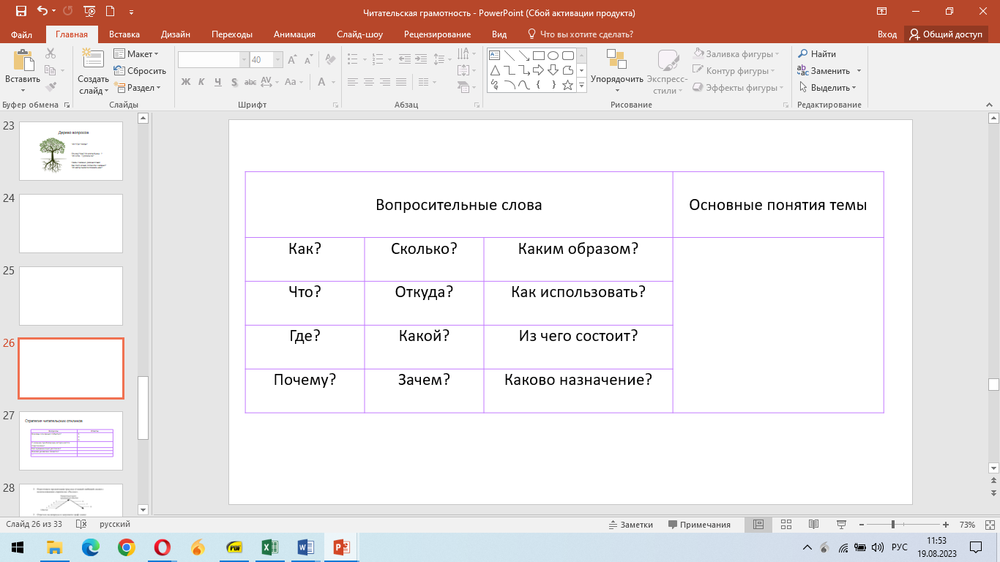 Читательская грамотность - PowerPoint (Сбой активации продукта)
Файл Главная Вставка Дизайн Переходы Анимация Слайд-шоу Рецензирование Вид Что вы хотите сделать? Вход Общий доступ
Вставить
Буфер обмена
Создать слайд
Макет
Сбросить
Раздел
Слайды
40
Ж К Ч S abc AV Aa A
Шрифт
Абзац
Рисование
Упорядочить
Экспресс-стили
Заливка фигуры
Контур фигуры
Эффекты фигуры
Найти
Заменить
Выделить
Редактирование
23
Дерево вопросов
24
25
26
27
Стратегия читательских откликов
Вопросы Ответы
28
Вопросительные слова Основные понятия темы
Как? Сколько? Каким образом?
Что? Откуда? Как использовать?
Где? Какой? Из чего состоит?
Почему? Зачем? Каково назначение?
Слайд 26 из 33 русский Заметки Примечания 73%
PDF
РУС
11:53
19.08.2023